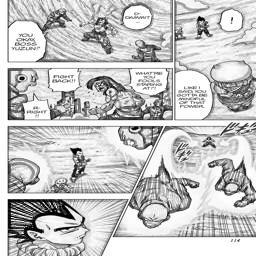 !
D-
DAMMIT
YOU
OKAY,
BOSS
YUZUN?
LIKE I
SAID, YOU
GOTTA BE
MINDFUL
OF THAT
POWER.
WHAT'RE
YOU
FOOLS
STARING
AT?!
FIGHT
BACK!!
R-
RIGHT
!!
114